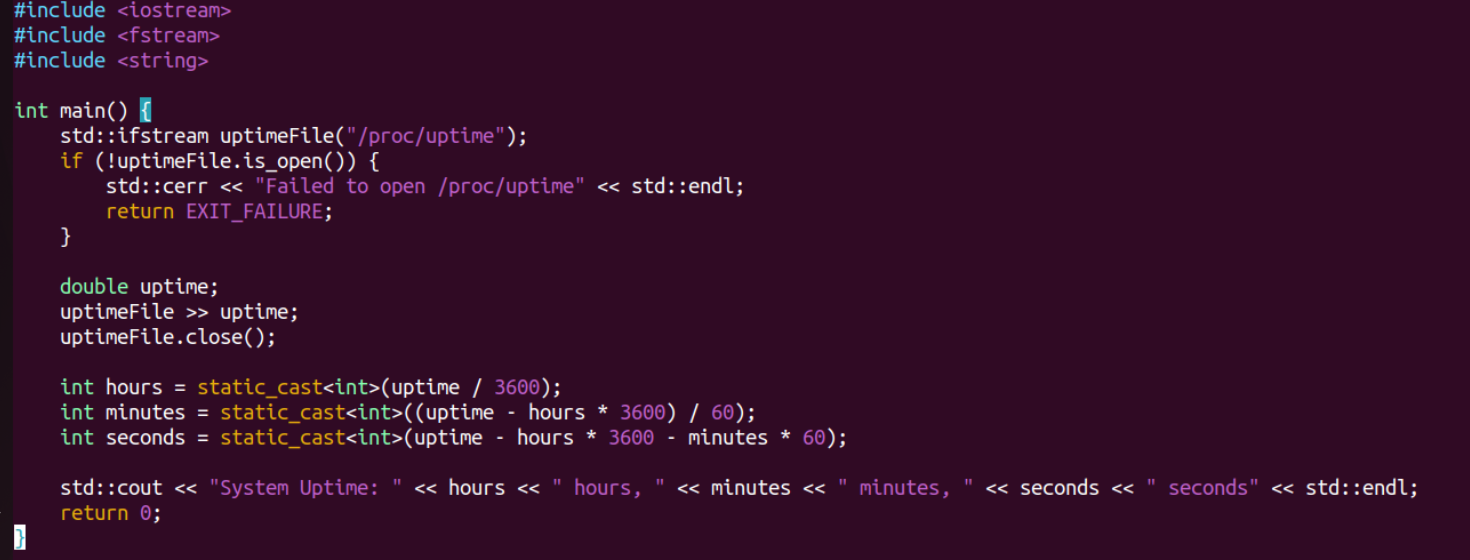 #include <iostream>
#include <fstream>
#include <string>

int main() {
    std::ifstream uptimeFile("/proc/uptime");
    if (!uptimeFile.is_open()) {
        std::cerr << "Failed to open /proc/uptime" << std::endl;
        return EXIT_FAILURE;
    }

    double uptime;
    uptimeFile >> uptime;
    uptimeFile.close();

    int hours = static_cast<int>(uptime / 3600);
    int minutes = static_cast<int>((uptime - hours * 3600) / 60);
    int seconds = static_cast<int>(uptime - hours * 3600 - minutes * 60);

    std::cout << "System Uptime: " << hours << " hours, " << minutes << " minutes, " << seconds << " seconds" << std::endl;
    return 0;
}